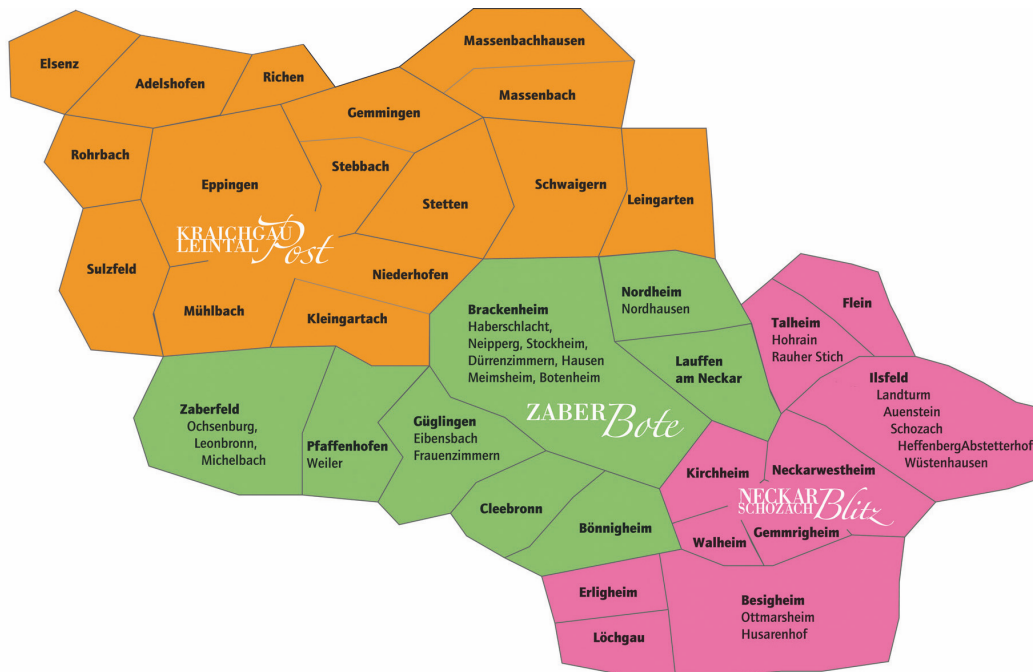 Massenbachhausen
Elsenz
Adelshofen
Richen
Massenbach
Gemmingen
Rohrbach
Stebbach
Eppingen
Schwaigern
Stetten
Leingarten
KRAICHGAU
LEINTAL Post
Sulzfeld
Niederhofen
Mühlbach
Kleingartach
Brackenheim
Haberschlacht,
Neipperg, Stockheim,
Dürrenzimmern, Hausen
Meimsheim, Botenheim
Nordheim
Nordhausen
Flein
Talheim
Hohrain
Rauher Stich
Lauffen
am Neckar
Ilsfeld
Landturm
Auenstein
Schozach
HeffenbergAbstetterhof
Wüstenhausen
Zaberfeld
Ochsenburg,
Leonbronn,
Michelbach
Pfaffenhofen
Weiler
Güglingen
Eibensbach
Frauenzimmern
ZABER Bote
Kirchheim
Neckarwestheim
NECKAR
SCHOZACH Blitz
Cleebronn
Bönnigheim
Walheim
Gemmrigheim
Erligheim
Löchgau
Besigheim
Ottmarsheim
Husarenhof